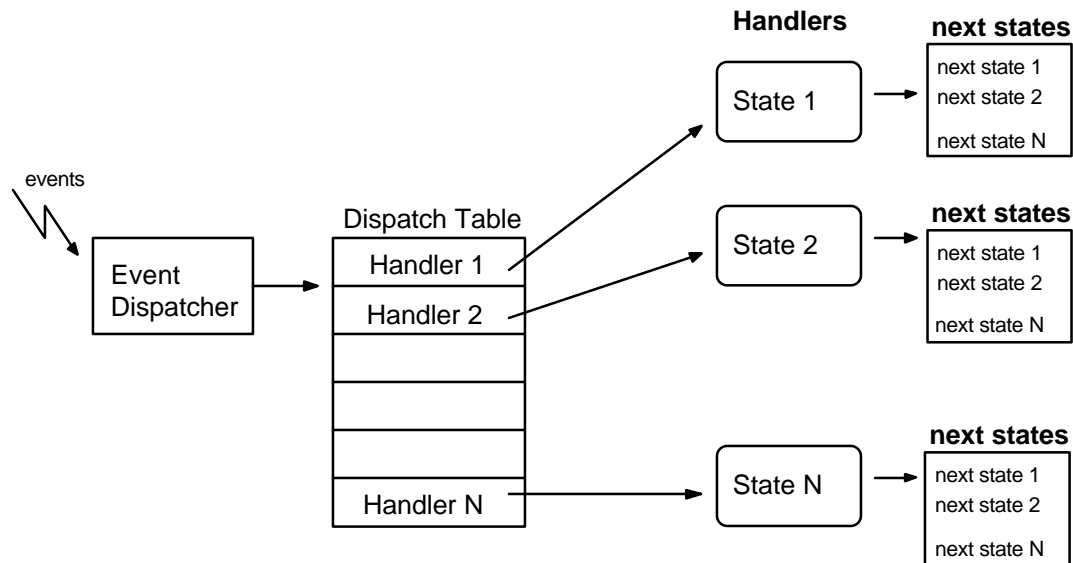 Handlers
next states
State 1
next state 1
next state 2
next state N
events
Event
Dispatcher
Dispatch Table
Handler 1
Handler 2
Handler N
State 2
next states
next state 1
next state 2
next state N
State N
next states
next state 1
next state 2
next state N